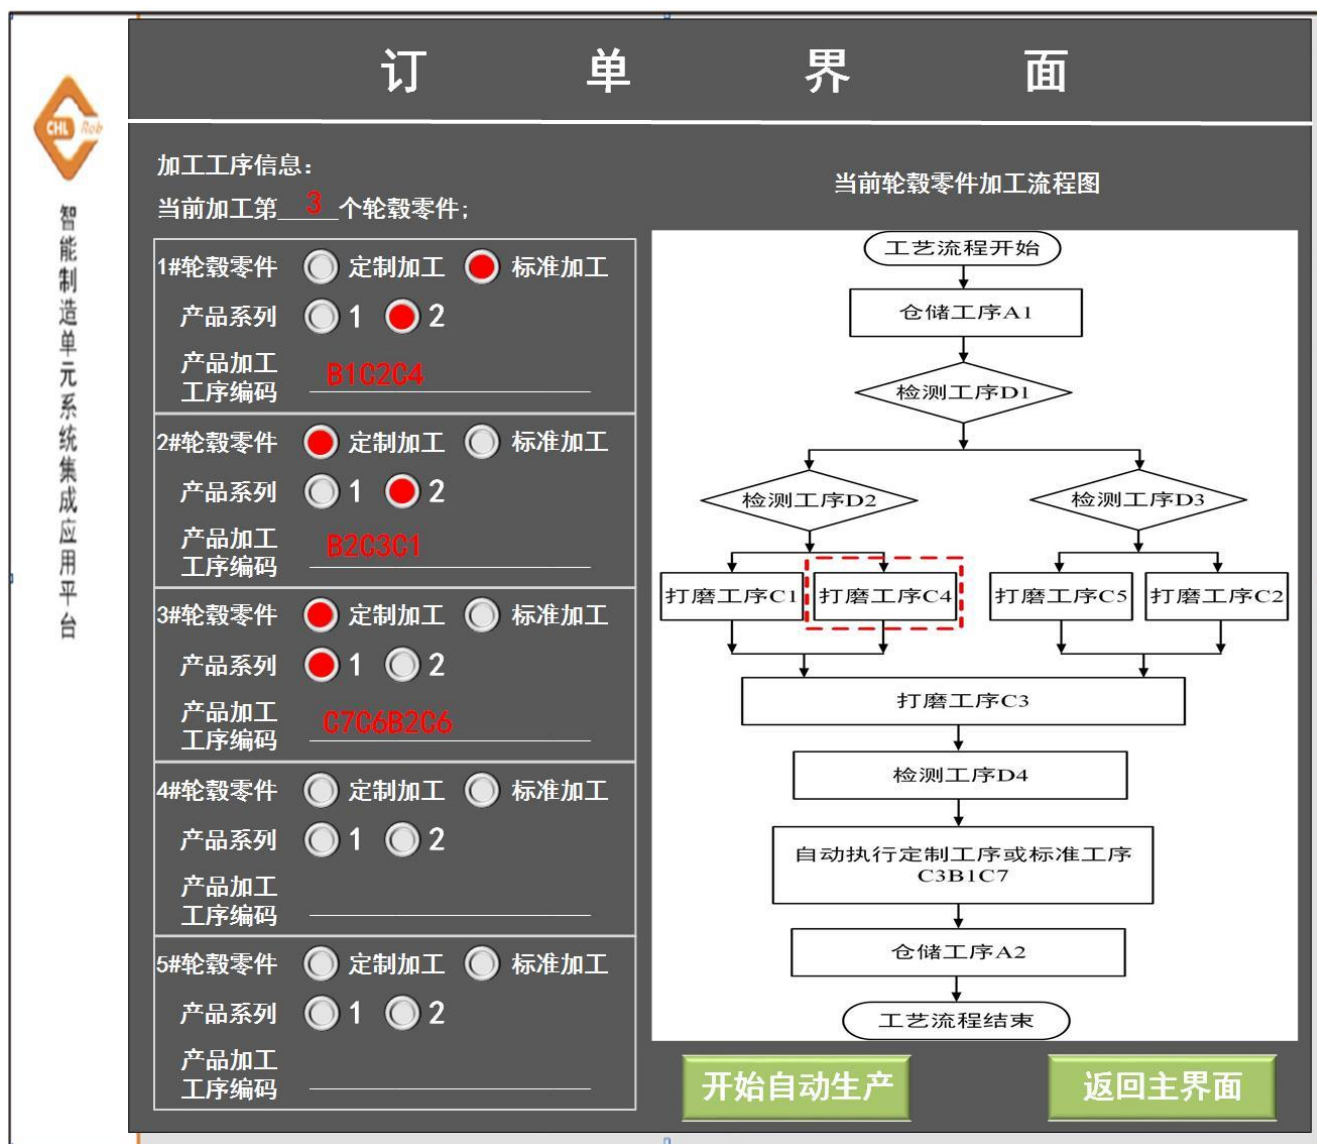 订单界面
CHL Rob
智能制造单元系统集成应用平台
加工工序信息：
当前加工第 3 个轮毂零件；
1#轮毂零件 定制加工 标准加工
产品系列 1 2
产品加工
工序编码 B1C2C4
2#轮毂零件 定制加工 标准加工
产品系列 1 2
产品加工
工序编码 B2C3C1
3#轮毂零件 定制加工 标准加工
产品系列 1 2
产品加工
工序编码 C7C6B2C6
4#轮毂零件 定制加工 标准加工
产品系列 1 2
产品加工
工序编码
5#轮毂零件 定制加工 标准加工
产品系列 1 2
产品加工
工序编码
当前轮毂零件加工流程图
工艺流程开始
仓储工序A1
检测工序D1
检测工序D2 检测工序D3
打磨工序C1 打磨工序C4 打磨工序C5 打磨工序C2
打磨工序C3
检测工序D4
自动执行定制工序或标准工序
C3B1C7
仓储工序A2
工艺流程结束
开始自动生产 返回主界面